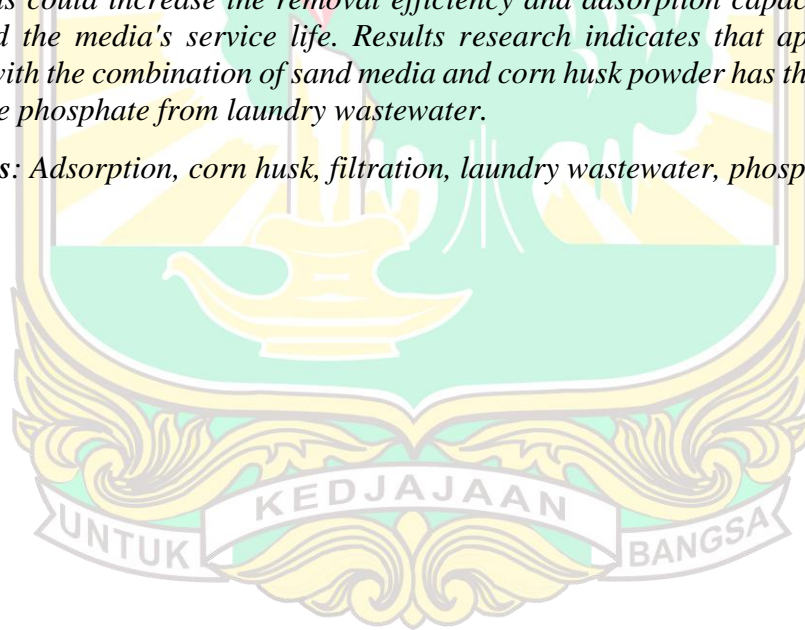 could increase the removal efficiency and adsorption capac
the media's service life. Results research indicates that ap
with the combination of sand media and corn husk powder has th
phosphate from laundry wastewater.
: Adsorption, corn husk, filtration, laundry wastewater, phosp
KEDJAJAAN
UNTUK BANGSA